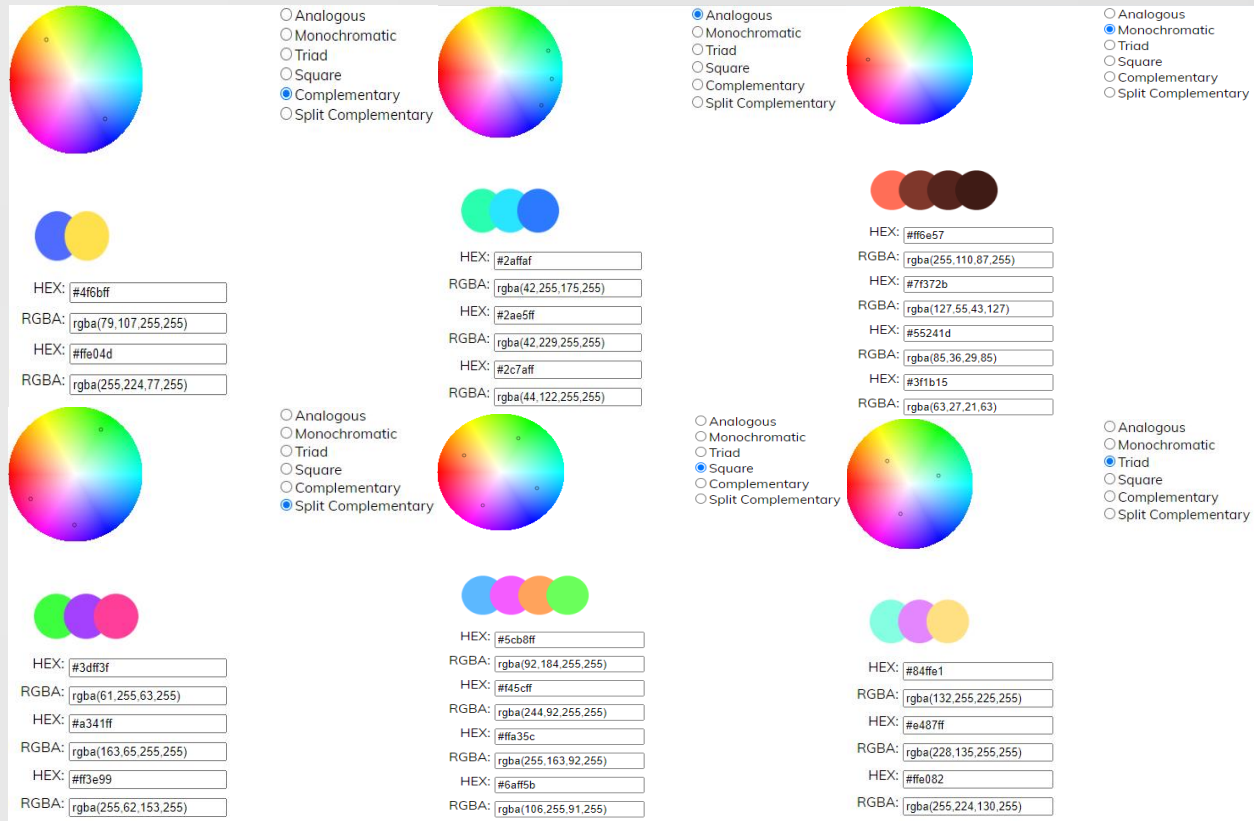 Analogous
Monochromatic
Triad
Square
Complementary
Split Complementary
HEX: #4f6bff
RGBA: rgba(79,107,255,255)
HEX: #ffe04d
RGBA: rgba(255,224,77,255)
Analogous
Monochromatic
Triad
Square
Complementary
Split Complementary
HEX: #2affaf
RGBA: rgba(42,255,175,255)
HEX: #2ae5ff
RGBA: rgba(42,229,255,255)
HEX: #2c7aff
RGBA: rgba(44,122,255,255)
Analogous
Monochromatic
Triad
Square
Complementary
Split Complementary
HEX: #ff6e57
RGBA: rgba(255,110,87,255)
HEX: #7f372b
RGBA: rgba(127,55,43,127)
HEX: #55241d
RGBA: rgba(85,36,29,85)
HEX: #3f1b15
RGBA: rgba(63,27,21,63)
Analogous
Monochromatic
Triad
Square
Complementary
Split Complementary
HEX: #3dff3f
RGBA: rgba(61,255,63,255)
HEX: #a341ff
RGBA: rgba(163,65,255,255)
HEX: #ff3e99
RGBA: rgba(255,62,153,255)
Analogous
Monochromatic
Triad
Square
Complementary
Split Complementary
HEX: #5cb8ff
RGBA: rgba(92,184,255,255)
HEX: #f45cff
RGBA: rgba(244,92,255,255)
HEX: #ffa35c
RGBA: rgba(255,163,92,255)
HEX: #6aff5b
RGBA: rgba(106,255,91,255)
Analogous
Monochromatic
Triad
Square
Complementary
Split Complementary
HEX: #84ffe1
RGBA: rgba(132,255,225,255)
HEX: #e487ff
RGBA: rgba(228,135,255,255)
HEX: #ffe082
RGBA: rgba(255,224,130,255)